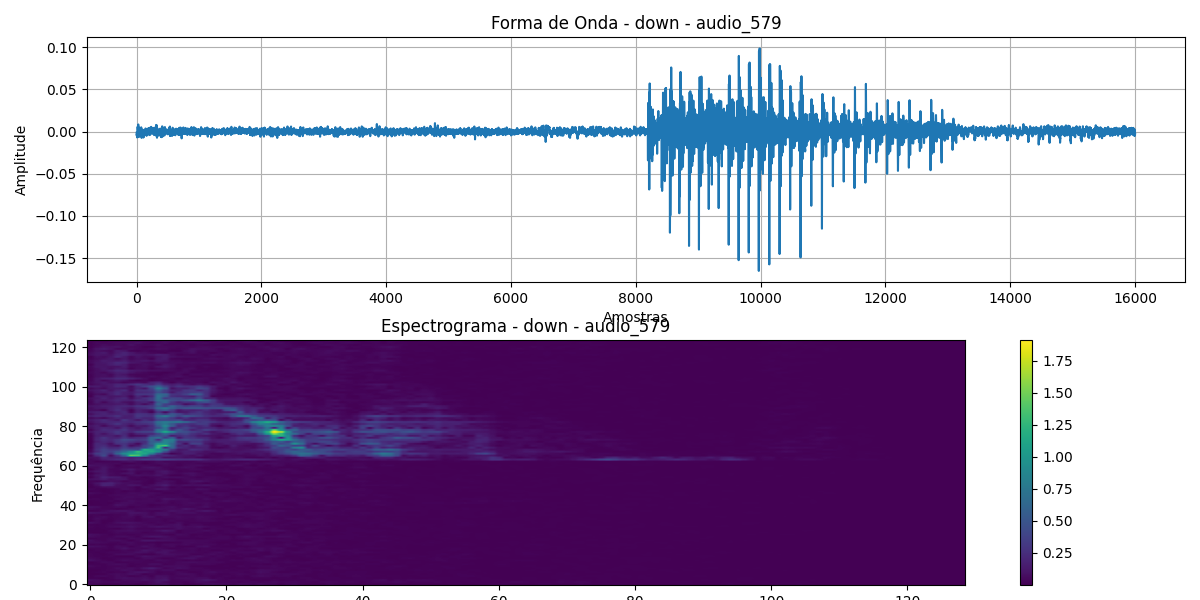 Forma de Onda - down - audio_579
0.10
0.05
0.00
−0.05
−0.10
−0.15
Amplitude
0 2000 4000 6000 8000 10000 12000 14000 16000
Amostras
Espectrograma - down - audio_579
120
100
80
60
40
20
0
Frequência
0 20 40 60 80 100 120
1.75
1.50
1.25
1.00
0.75
0.50
0.25